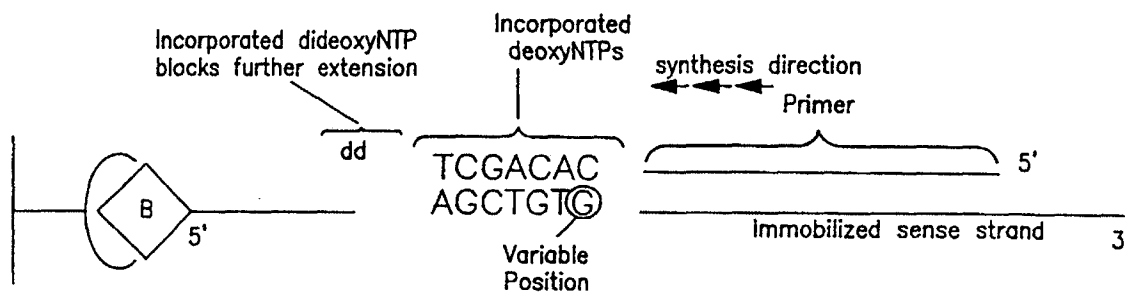 Incorporated dideoxyNTP
blocks further extension
Incorporated
deoxyNTPs
synthesis direction
Primer
dd
TCGACAC
5'
AGCTGTG
B
5'
Immobilized sense strand
3
Variable
Position